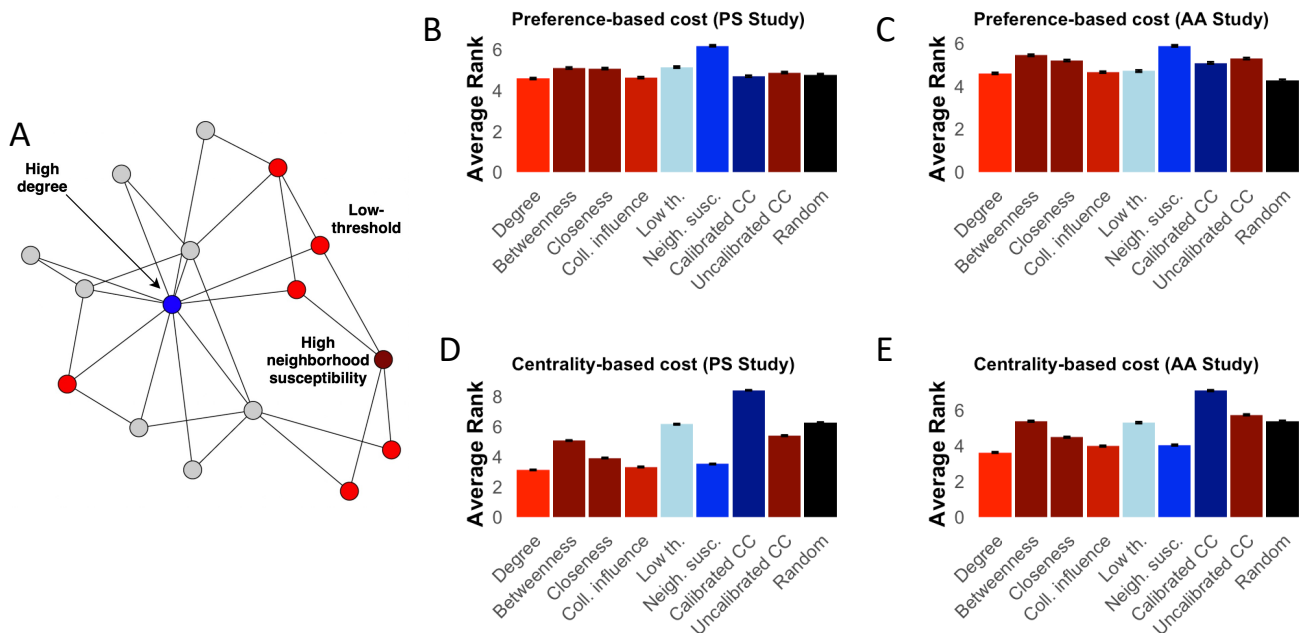 A
High
degree
Low-
threshold
High
neighborhood
susceptibility
B
Preference-based cost (PS Study)
Average Rank
6
4
2
0
Degree
Betweenness
Closeness
Coll. influence
Low th.
Neigh. susc.
Calibrated CC
Uncalibrated CC
Random
C
Preference-based cost (AA Study)
Average Rank
6
4
2
0
Degree
Betweenness
Closeness
Coll. influence
Low th.
Neigh. susc.
Calibrated CC
Uncalibrated CC
Random
D
Centrality-based cost (PS Study)
Average Rank
8
6
4
2
0
Degree
Betweenness
Closeness
Coll. influence
Low th.
Neigh. susc.
Calibrated CC
Uncalibrated CC
Random
E
Centrality-based cost (AA Study)
Average Rank
6
4
2
0
Degree
Betweenness
Closeness
Coll. influence
Low th.
Neigh. susc.
Calibrated CC
Uncalibrated CC
Random